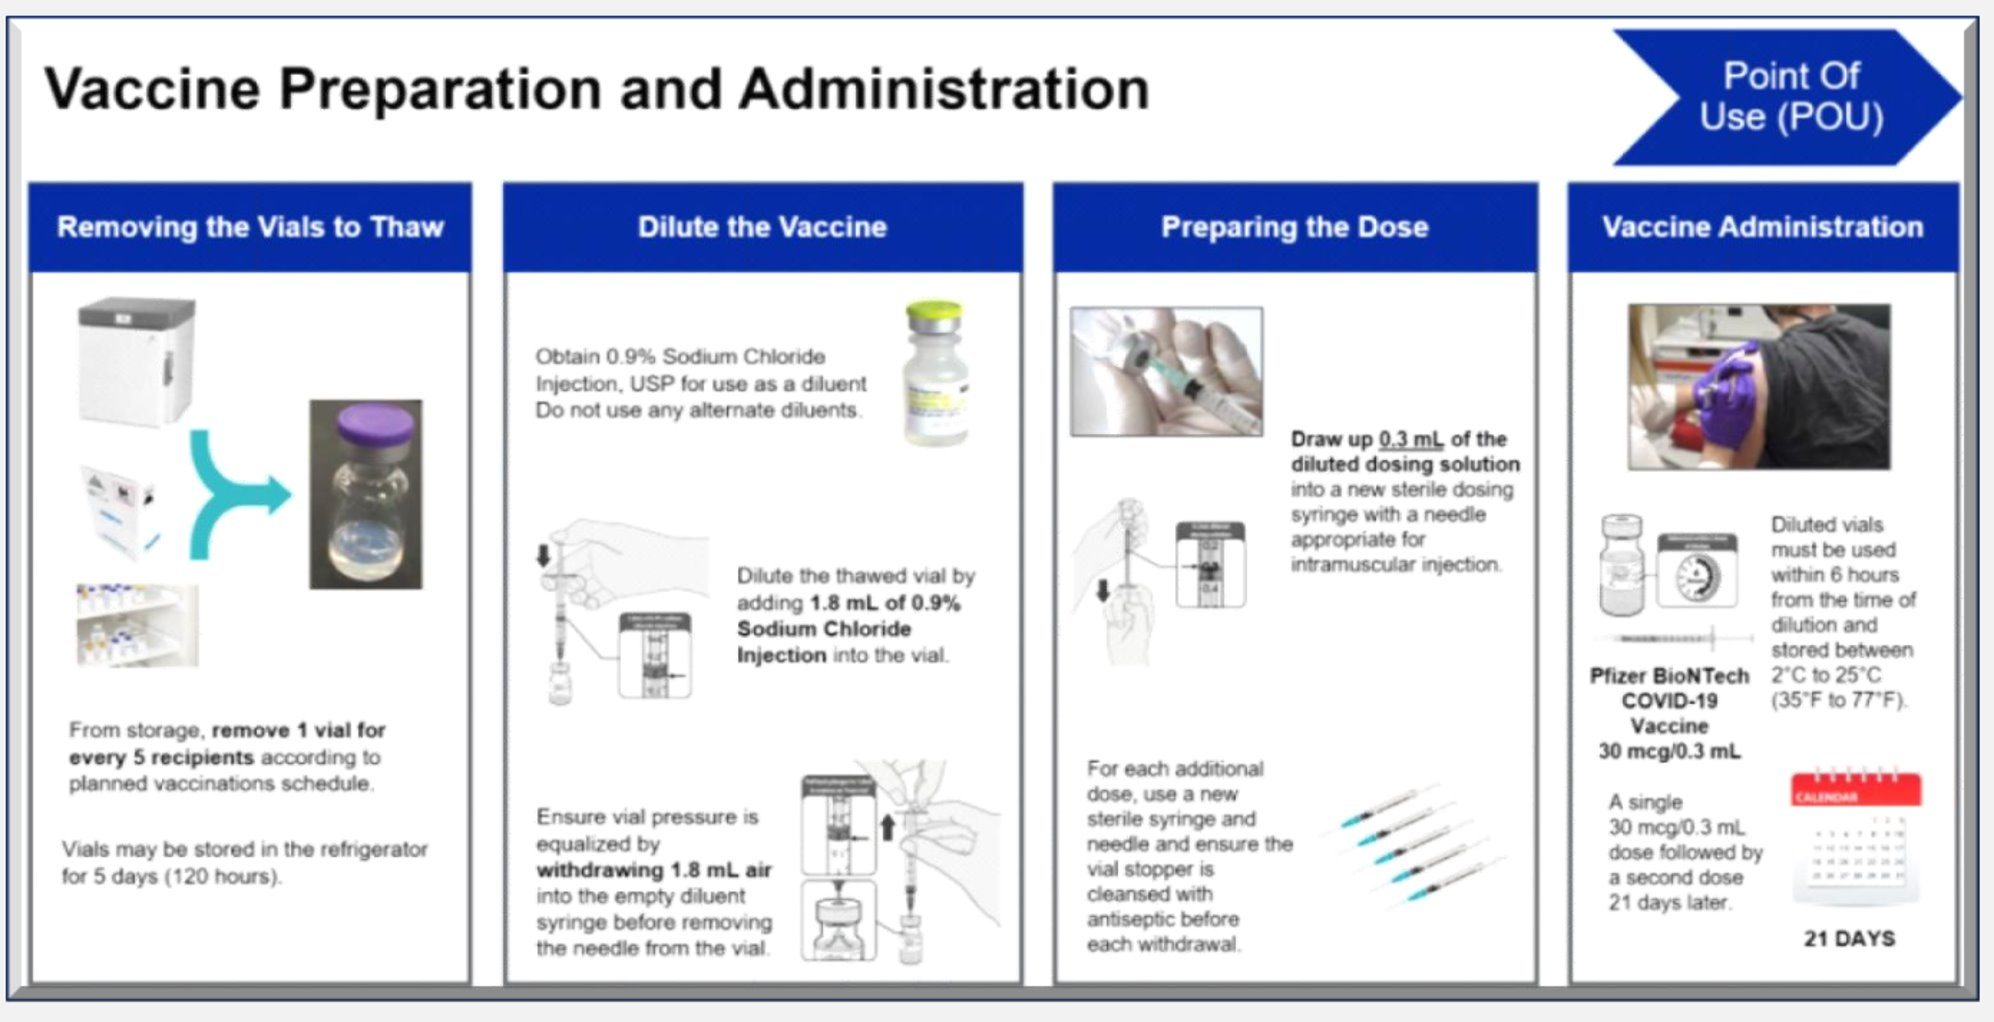 Vaccine Preparation and Administration
Point Of
Use (POU)
Removing the Vials to Thaw
From storage, remove 1 vial for
every 5 recipients according to
planned vaccinations schedule.
Vials may be stored in the refrigerator
for 5 days (120 hours).
Dilute the Vaccine
Obtain 0.9% Sodium Chloride
Injection, USP for use as a diluent
Do not use any alternate diluents.
Dilute the thawed vial by
adding 1.8 mL of 0.9%
Sodium Chloride
Injection into the vial.
Ensure vial pressure is
equalized by
withdrawing 1.8 mL air
into the empty diluent
syringe before removing
the needle from the vial.
Preparing the Dose
Draw up 0.3 mL of the
diluted dosing solution
into a new sterile dosing
syringe with a needle
appropriate for
intramuscular injection.
For each additional
dose, use a new
sterile syringe and
needle and ensure the
vial stopper is
cleansed with
antiseptic before
each withdrawal.
Vaccine Administration
Diluted vials
must be used
within 6 hours
from the time of
dilution and
stored between
2°C to 25°C
(35°F to 77°F).
Pfizer BioNTech
COVID-19
Vaccine
30 mcg/0.3 mL
A single
30 mcg/0.3 mL
dose followed by
a second dose
21 days later.
CALENDAR
21 DAYS